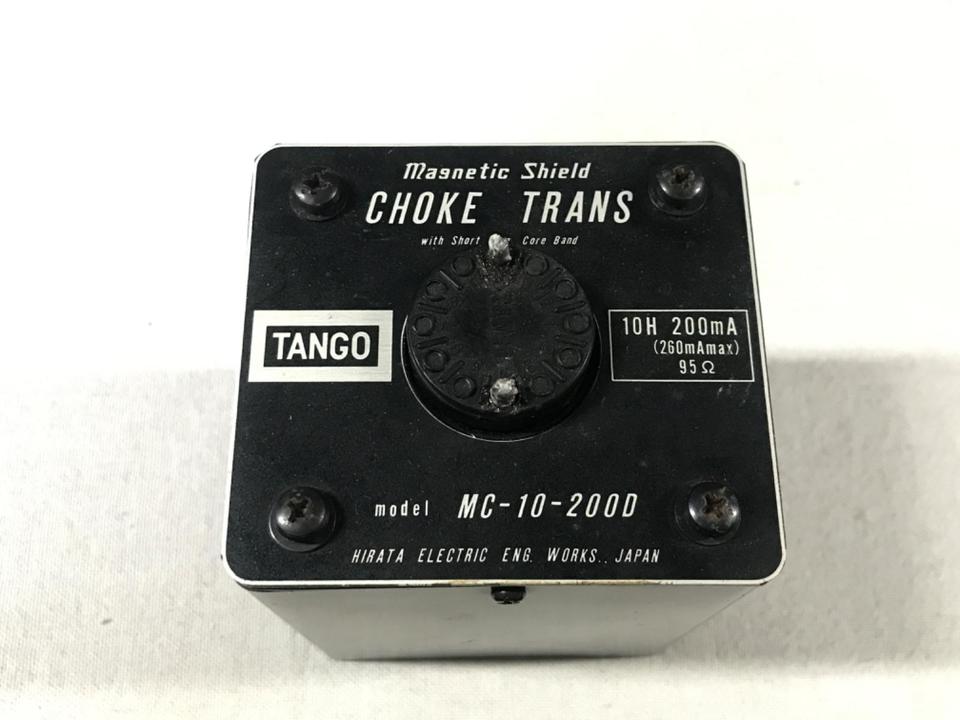 Magnetic Shield
CHOKE TRANS
with Short Core Band
TANGO
10H 200mA
(260mAmax)
95Ω
model MC-10-200D
HIRATA ELECTRIC ENG. WORKS., JAPAN